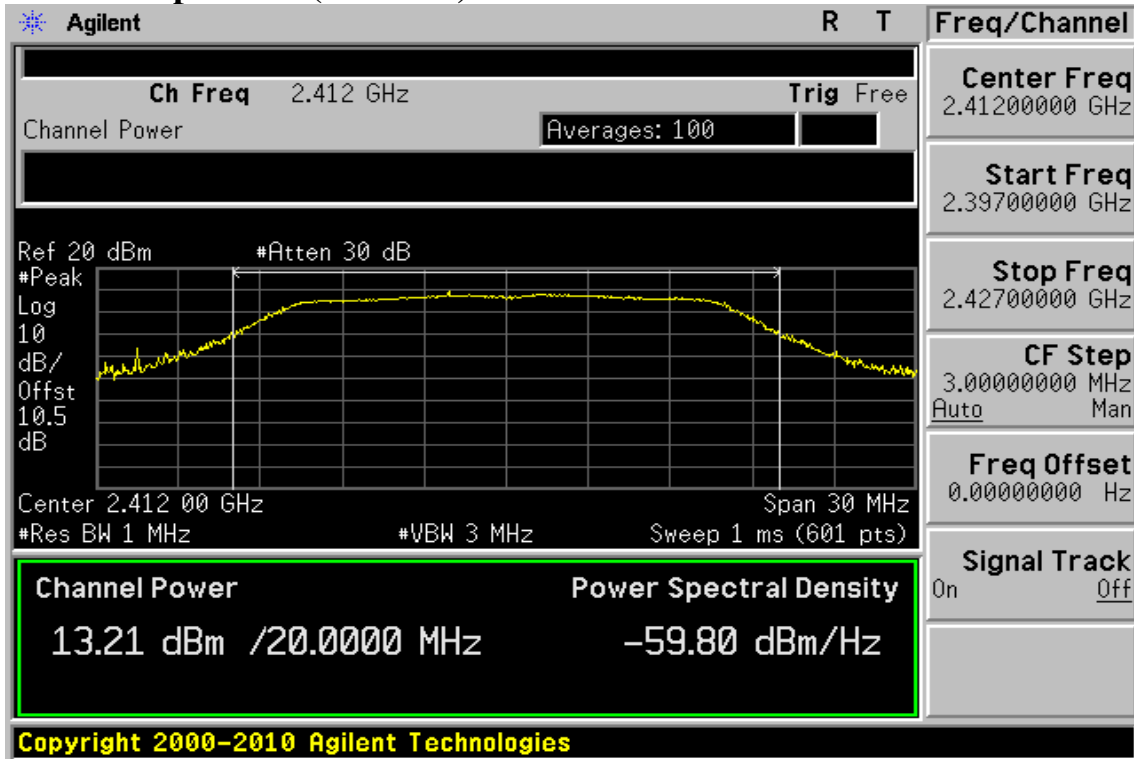 Agilent R T
Ch Freq 2.412 GHz Trig Free
Channel Power Averages: 100
Ref 20 dBm #Atten 30 dB
#Peak
Log
10
dB/
Offst
10.5
dB
Center 2.412 00 GHz Span 30 MHz
#Res BW 1 MHz #VBW 3 MHz Sweep 1 ms (601 pts)
Channel Power Power Spectral Density
13.21 dBm /20.0000 MHz -59.80 dBm/Hz
Copyright 2000-2010 Agilent Technologies
Freq/Channel
Center Freq
2.41200000 GHz
Start Freq
2.39700000 GHz
Stop Freq
2.42700000 GHz
CF Step
3.00000000 MHz
Auto Man
Freq Offset
0.00000000 Hz
Signal Track
On Off